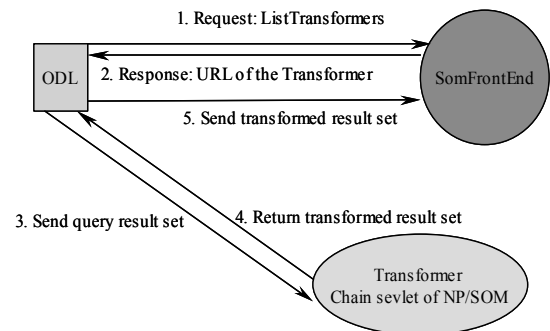 1. Request: ListTransformers
ODL
2. Response: URL of the Transformer
SomFrontEnd
5. Send transformed result set
3. Send query result set
4. Return transformed result set
Transformer
Chain sevlet of NP/SOM